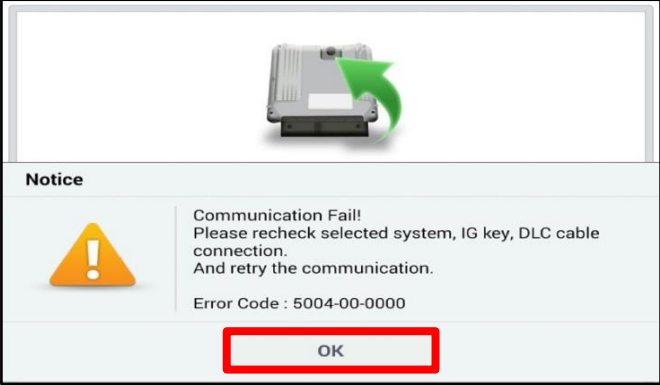 Notice
Communication Fail!
Please recheck selected system, IG key, DLC cable
connection.
And retry the communication.
Error Code : 5004-00-0000
OK